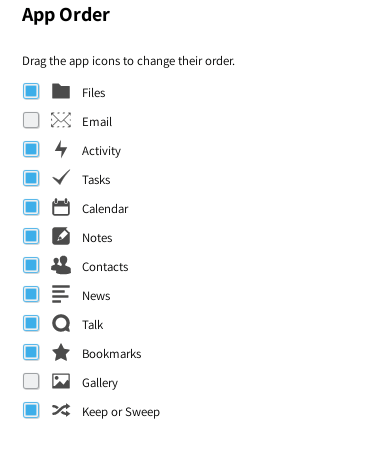 App Order
Drag the app icons to change their order.
Files
Email
Activity
Tasks
Calendar
Notes
Contacts
News
Talk
Bookmarks
Gallery
Keep or Sweep